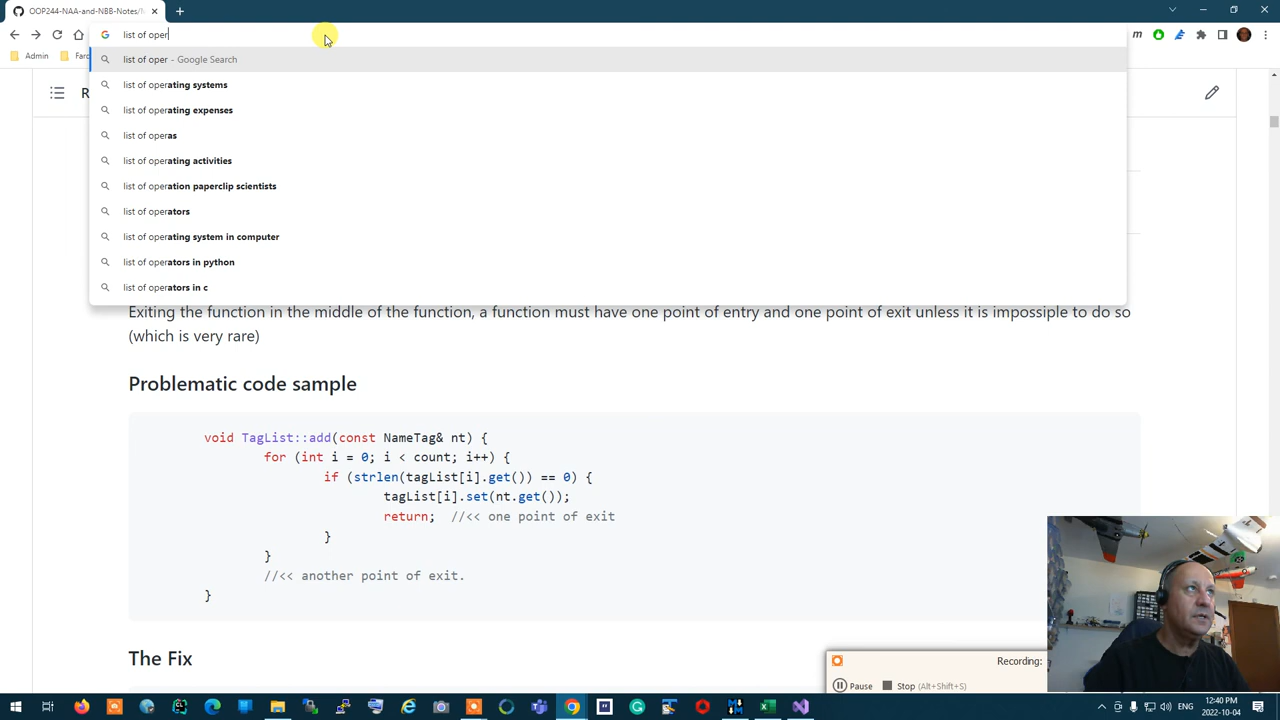 OOP244-NAA-and-NBB-Notes/
list of oper
Admin
list of oper - Google Search
list of operating systems
list of operating expenses
list of operas
list of operating activities
list of operation paperclip scientists
list of operators
list of operating system in computer
list of operators in python
list of operators in c
Exiting the function in the middle of the function, a function must have one point of entry and one point of exit unless it is impossiple to do so
(which is very rare)
Problematic code sample
void TagList::add(const NameTag& nt) {
for (int i = 0; i < count; i++) {
if (strlen(tagList[i].get()) == 0) {
tagList[i].set(nt.get());
return; //<< one point of exit
}
}
//<< another point of exit.
}
The Fix
Recording:
Pause
Stop (Alt+Shift+S)
ENG
12:40 PM
2022-10-04